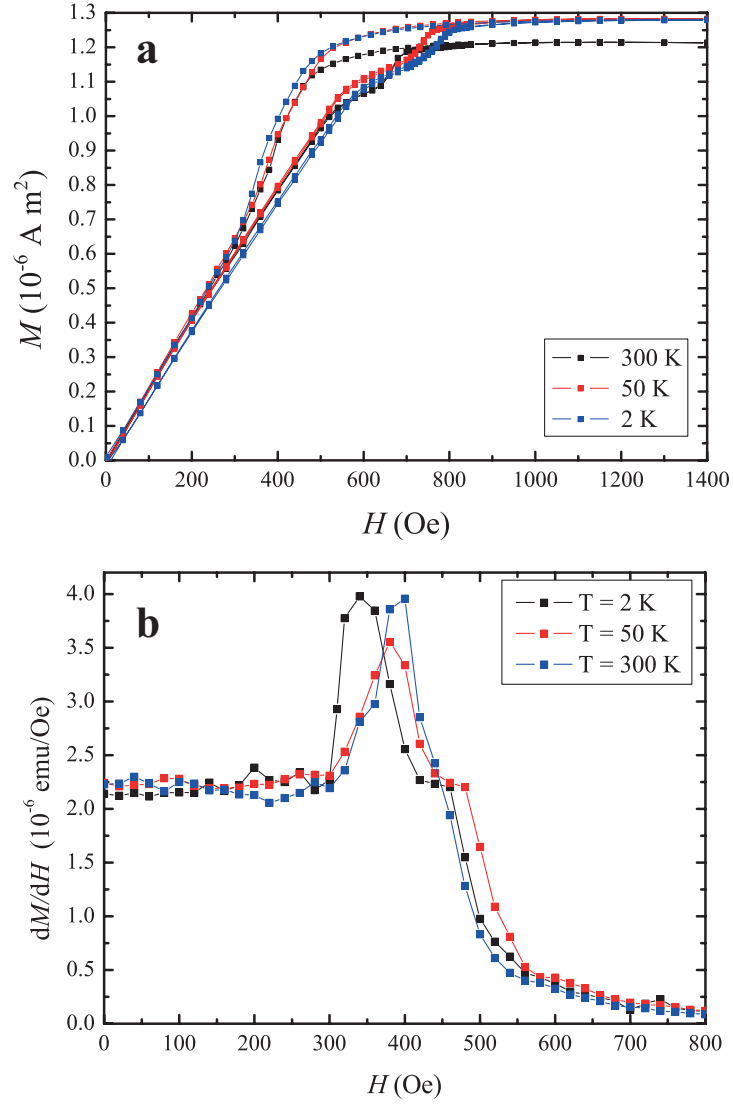 a
1.3
1.2
1.1
1.0
0.9
0.8
0.7
0.6
0.5
0.4
0.3
0.2
0.1
0.0
M (10⁻⁶ A m²)
300 K
50 K
2 K
0 200 400 600 800 1000 1200 1400
H (Oe)
b
4.0
3.5
3.0
2.5
2.0
1.5
1.0
0.5
0.0
dM/dH (10⁻⁶ emu/Oe)
T = 2 K
T = 50 K
T = 300 K
0 100 200 300 400 500 600 700 800
H (Oe)